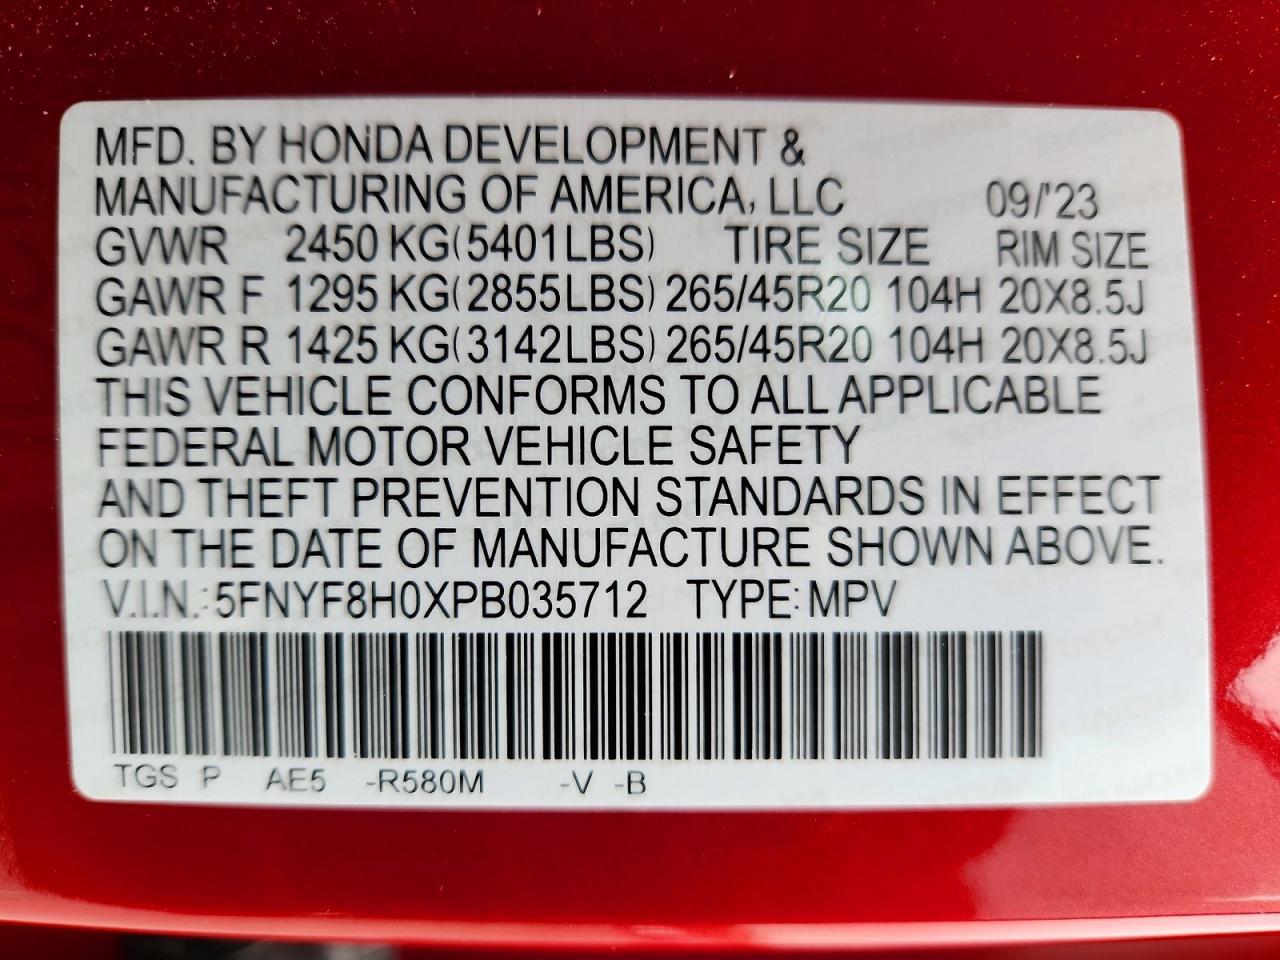 MFD. BY HONDA DEVELOPMENT &
MANUFACTURING OF AMERICA, LLC 09/'23
GVWR 2450 KG(5401LBS) TIRE SIZE RIM SIZE
GAWR F 1295 KG(2855LBS) 265/45R20 104H 20X8.5J
GAWR R 1425 KG(3142LBS) 265/45R20 104H 20X8.5J
THIS VEHICLE CONFORMS TO ALL APPLICABLE
FEDERAL MOTOR VEHICLE SAFETY
AND THEFT PREVENTION STANDARDS IN EFFECT
ON THE DATE OF MANUFACTURE SHOWN ABOVE.
V.I.N.: 5FNYF8H0XPB035712 TYPE: MPV
TGS P AE5 -R580M -V -B